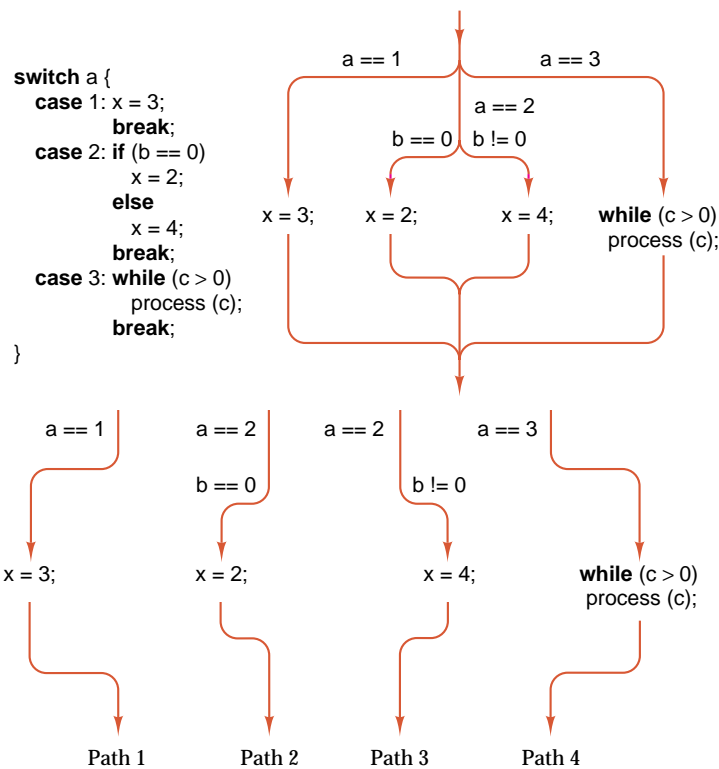 switch a {
case 1: x = 3;
break;
case 2: if (b == 0)
x = 2;
else
x = 4;
break;
case 3: while (c > 0)
process (c);
break;
}
a == 1
a == 3
a == 2
b == 0
b != 0
x = 3;
x = 2;
x = 4;
while (c > 0)
process (c);
a == 1
a == 2
a == 2
a == 3
b == 0
b != 0
x = 3;
x = 2;
x = 4;
while (c > 0)
process (c);
Path 1
Path 2
Path 3
Path 4